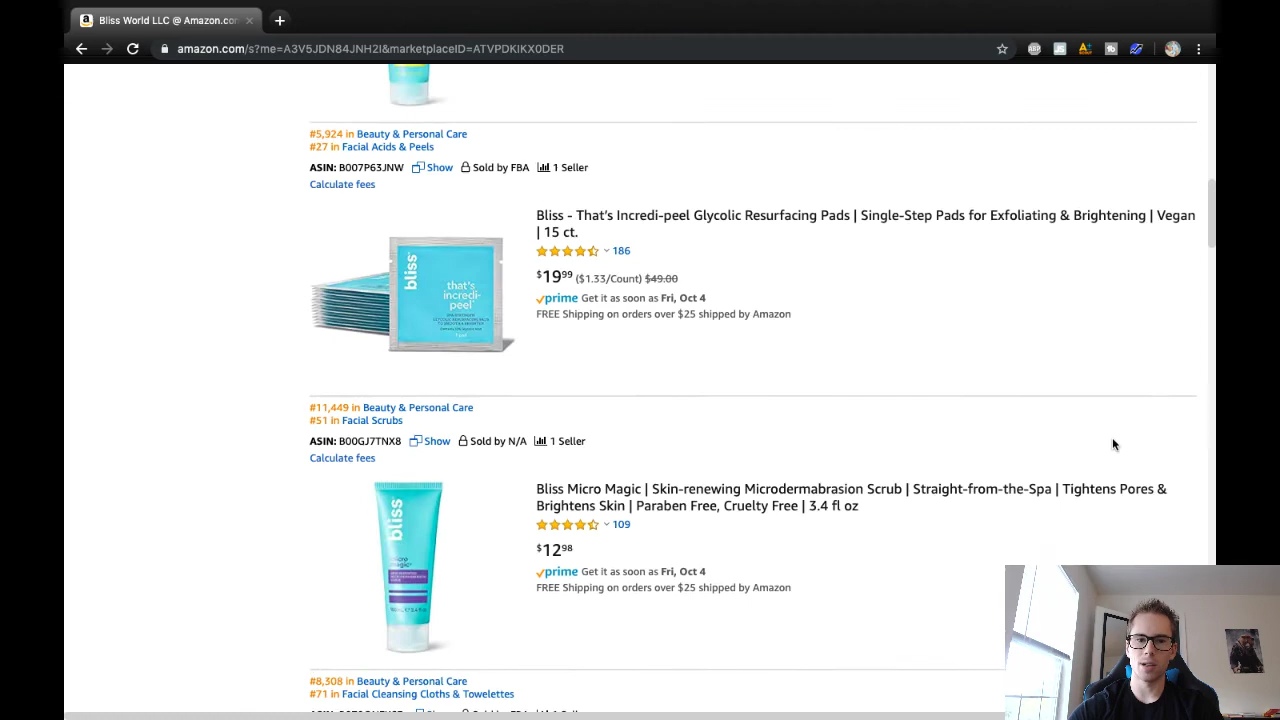 Bliss World LLC @ Amazon.co
amazon.com/s?me=A3V5JDN84JNH2I&marketplaceID=ATVPDKIKX0DER
#5,924 in Beauty & Personal Care
#27 in Facial Acids & Peels
ASIN: B007P63JNW Show Sold by FBA 1 Seller
Calculate fees
Bliss - That's Incredi-peel Glycolic Resurfacing Pads | Single-Step Pads for Exfoliating & Brightening | Vegan
| 15 ct.
186
$19⁹⁹ ($1.33/Count) $49.00
prime Get it as soon as Fri, Oct 4
FREE Shipping on orders over $25 shipped by Amazon
bliss
that's
incredi-
peel
#11,449 in Beauty & Personal Care
#51 in Facial Scrubs
ASIN: B00GJ7TNX8 Show Sold by N/A 1 Seller
Calculate fees
Bliss Micro Magic | Skin-renewing Microdermabrasion Scrub | Straight-from-the-Spa | Tightens Pores &
Brightens Skin | Paraben Free, Cruelty Free | 3.4 fl oz
109
$12⁹⁸
prime Get it as soon as Fri, Oct 4
FREE Shipping on orders over $25 shipped by Amazon
bliss
micro
magic
#8,308 in Beauty & Personal Care
#71 in Facial Cleansing Cloths & Towelettes